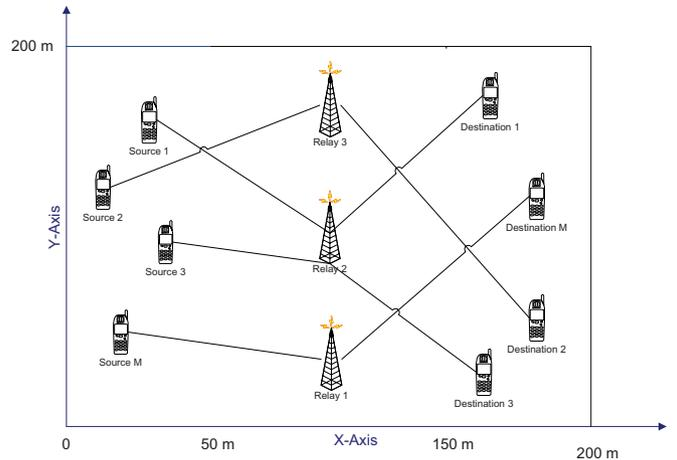 200 m
Source 1
Relay 3
Destination 1
Source 2
Y-Axis
Destination M
Source 3
Relay 2
Source M
Destination 2
Relay 1
Destination 3
0
50 m
X-Axis
150 m
200 m